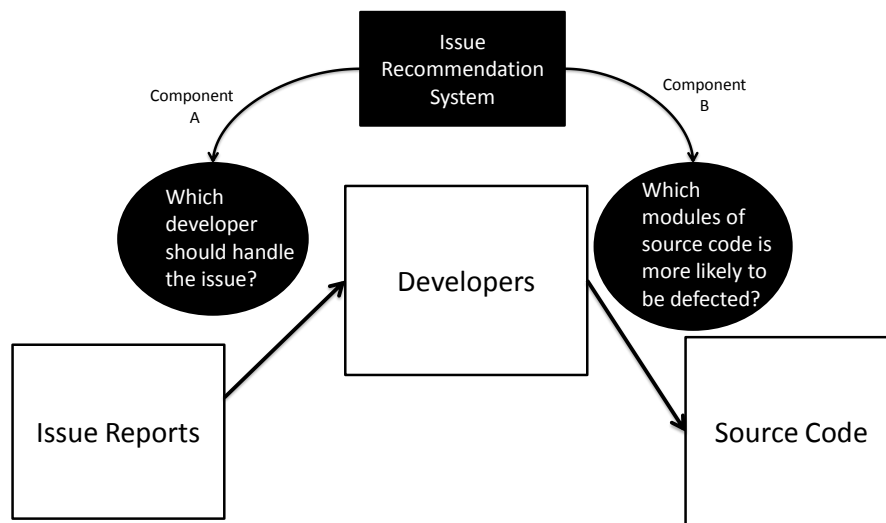 Issue
Recommendation
System
Component
A
Component
B
Which
developer
should handle
the issue?
Which
modules of
source code is
more likely to
be defected?
Developers
Issue Reports
Source Code